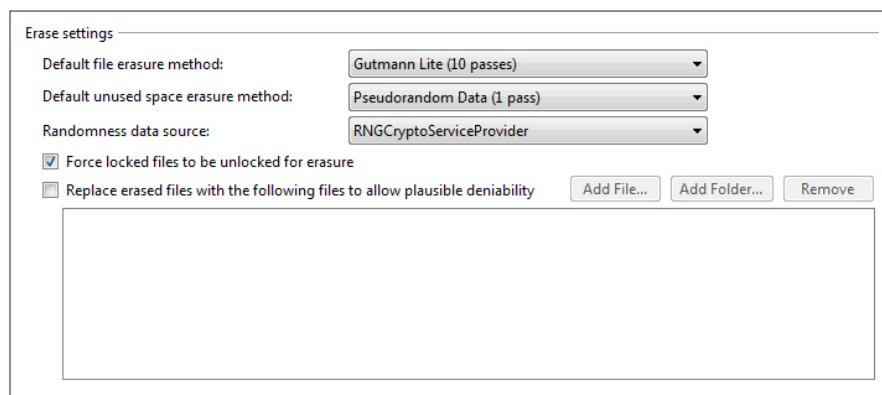 Erase settings
Default file erasure method: Gutmann Lite (10 passes)
Default unused space erasure method: Pseudorandom Data (1 pass)
Randomness data source: RNGCryptoServiceProvider
Force locked files to be unlocked for erasure
Replace erased files with the following files to allow plausible deniability Add File... Add Folder... Remove